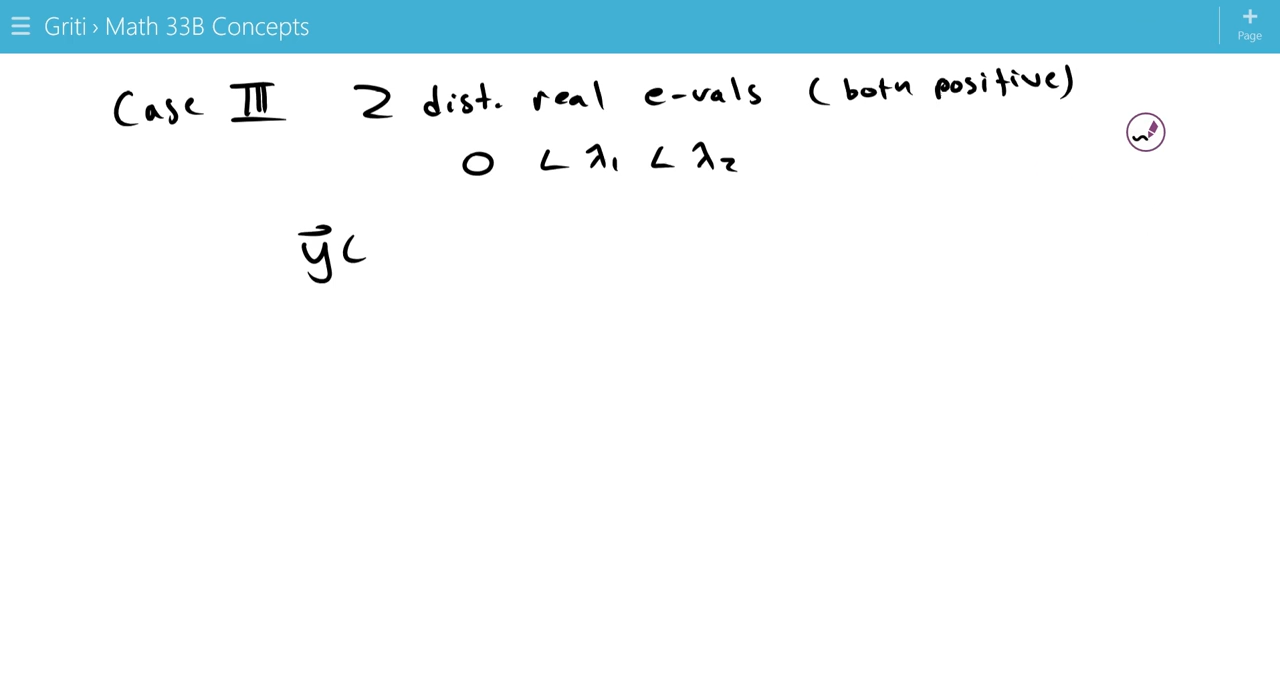 Griti › Math 33B Concepts
Page
Case III 2 dist. real e-vals (both positive)
0 < λ₁ < λ₂
y⃗(